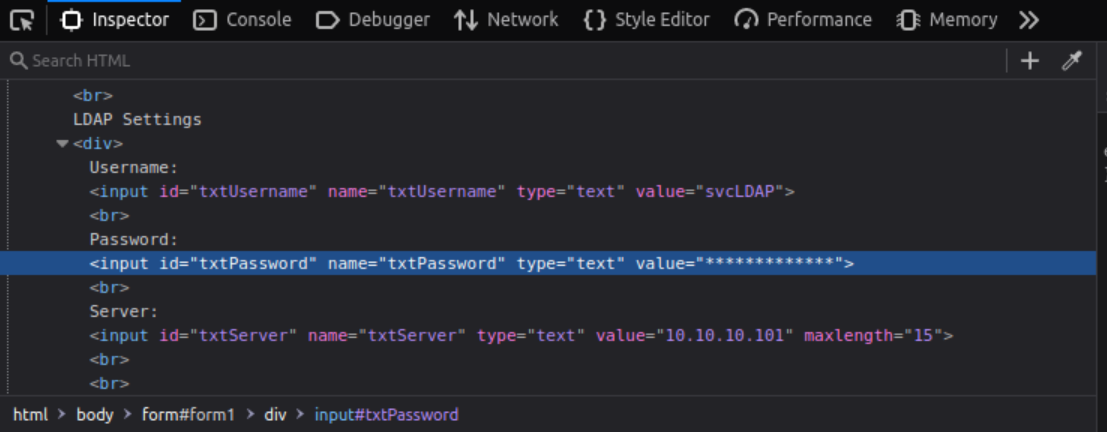 Inspector Console Debugger Network {} Style Editor Performance Memory
Search HTML
<br>
LDAP Settings
<div>
Username:
<input id="txtUsername" name="txtUsername" type="text" value="svcLDAP">
<br>
Password:
<input id="txtPassword" name="txtPassword" type="text" value="*************">
<br>
Server:
<input id="txtServer" name="txtServer" type="text" value="10.10.10.101" maxlength="15">
<br>
<br>
html > body > form#form1 > div > input#txtPassword